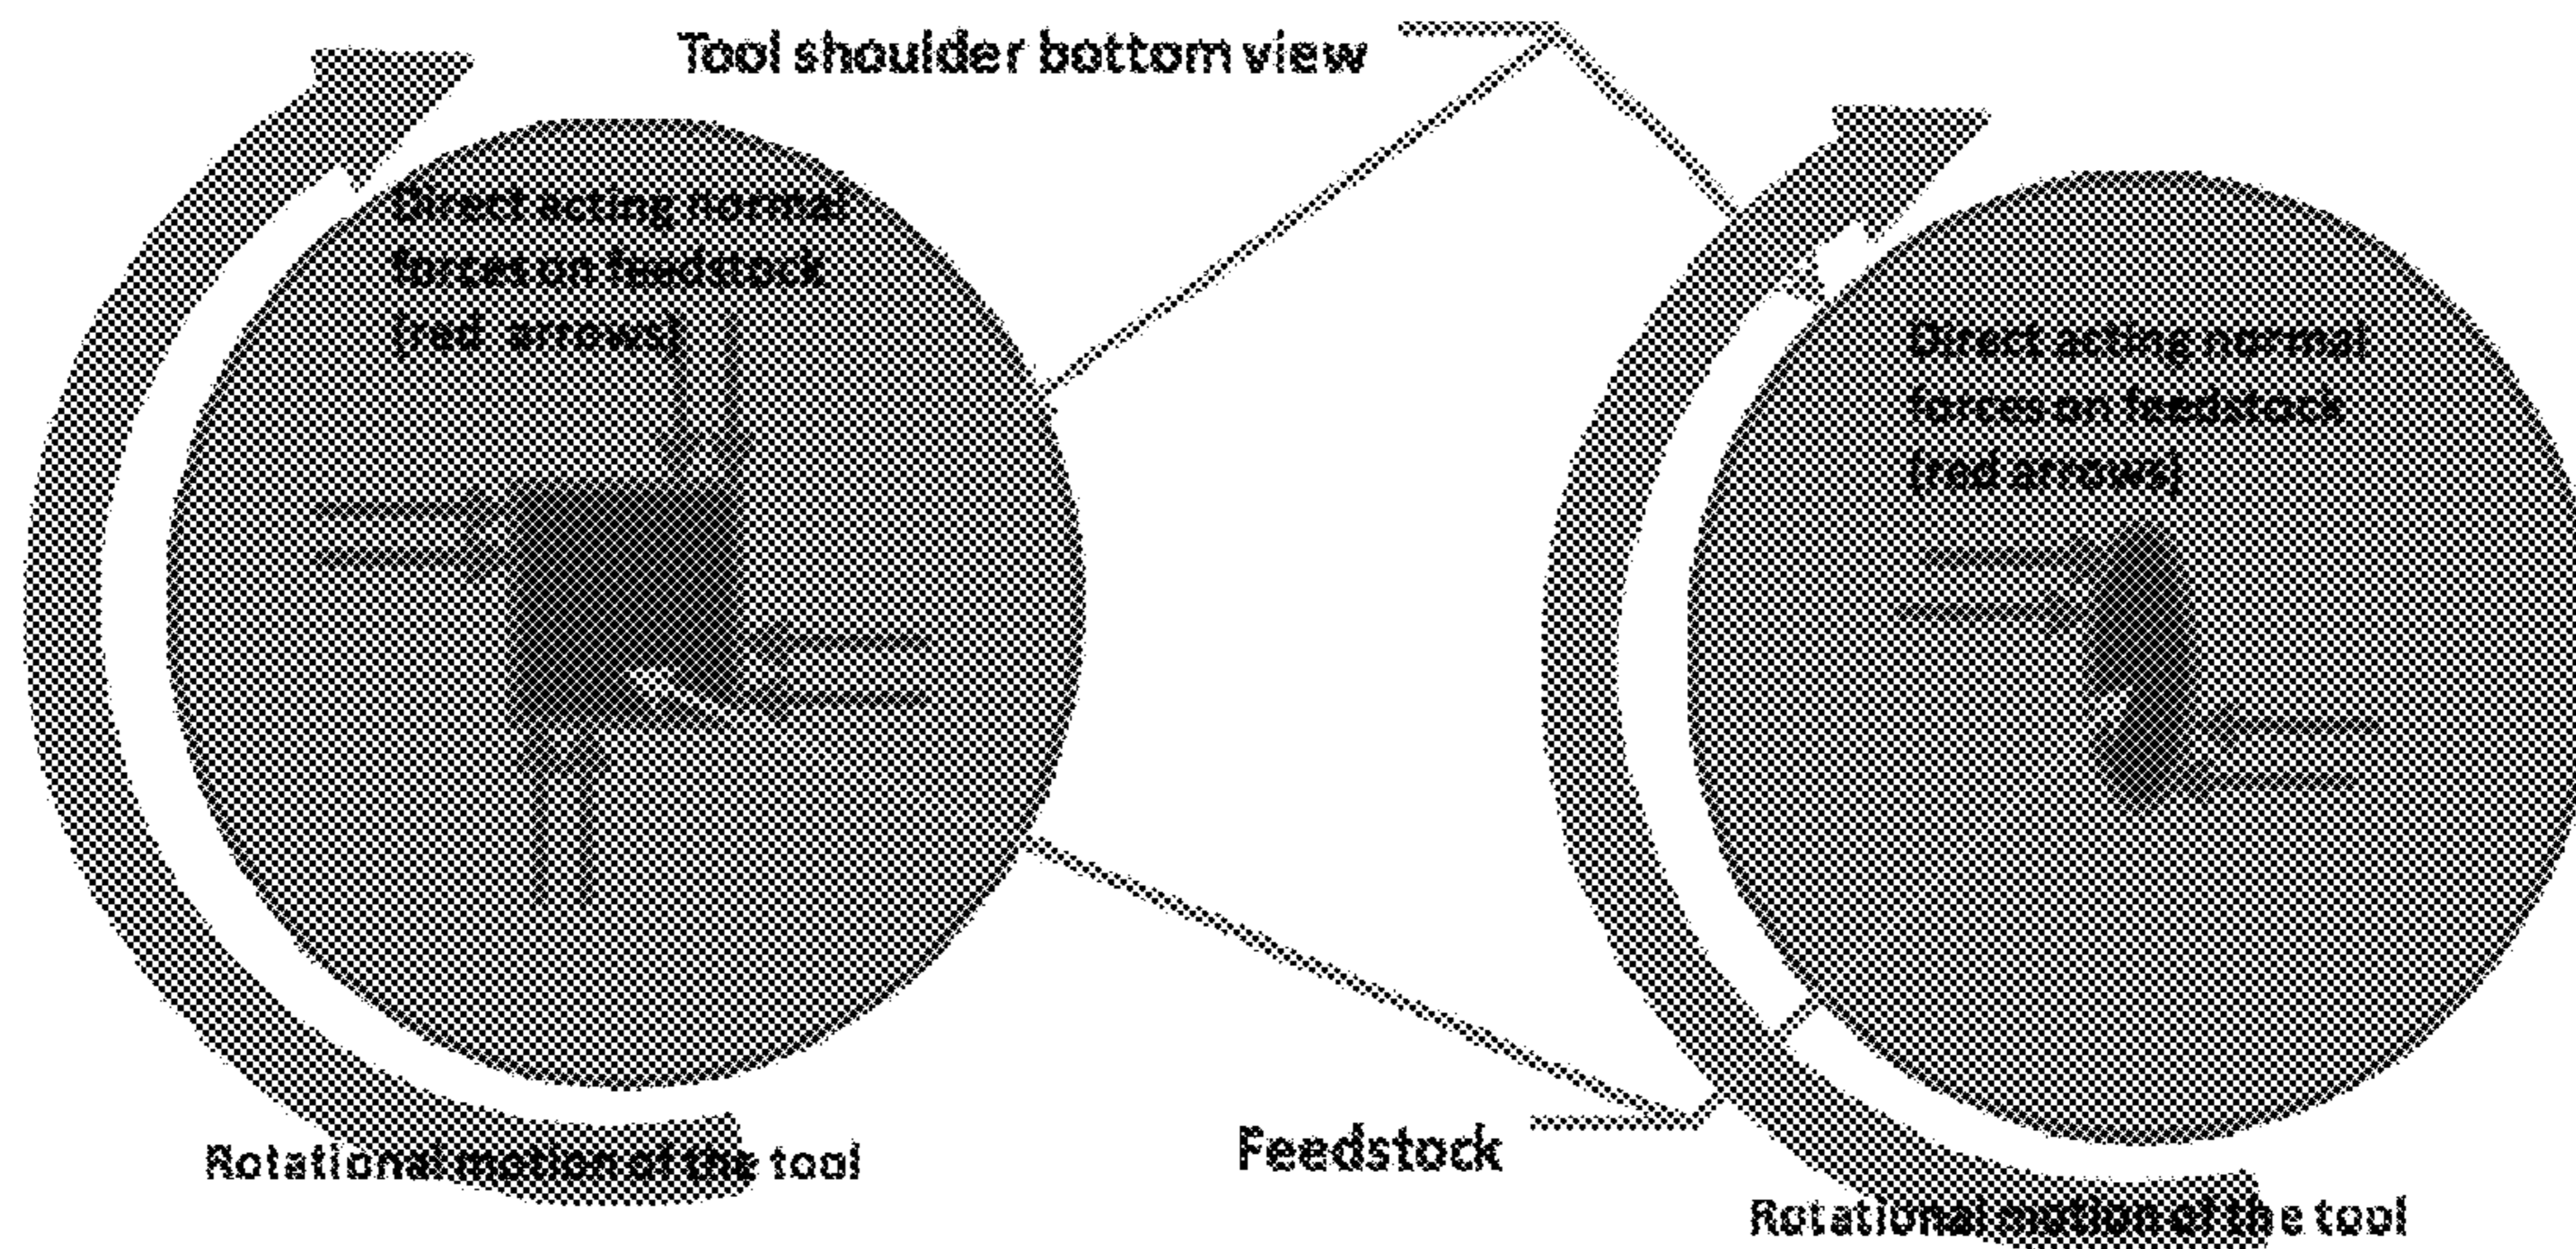 Tool shoulder bottom view
Direct acting normal
forces on feedstock
(red arrows)
Direct acting normal
forces on feedstock
(red arrows)
Feedstock
Rotational motion of the tool
Rotational motion of the tool